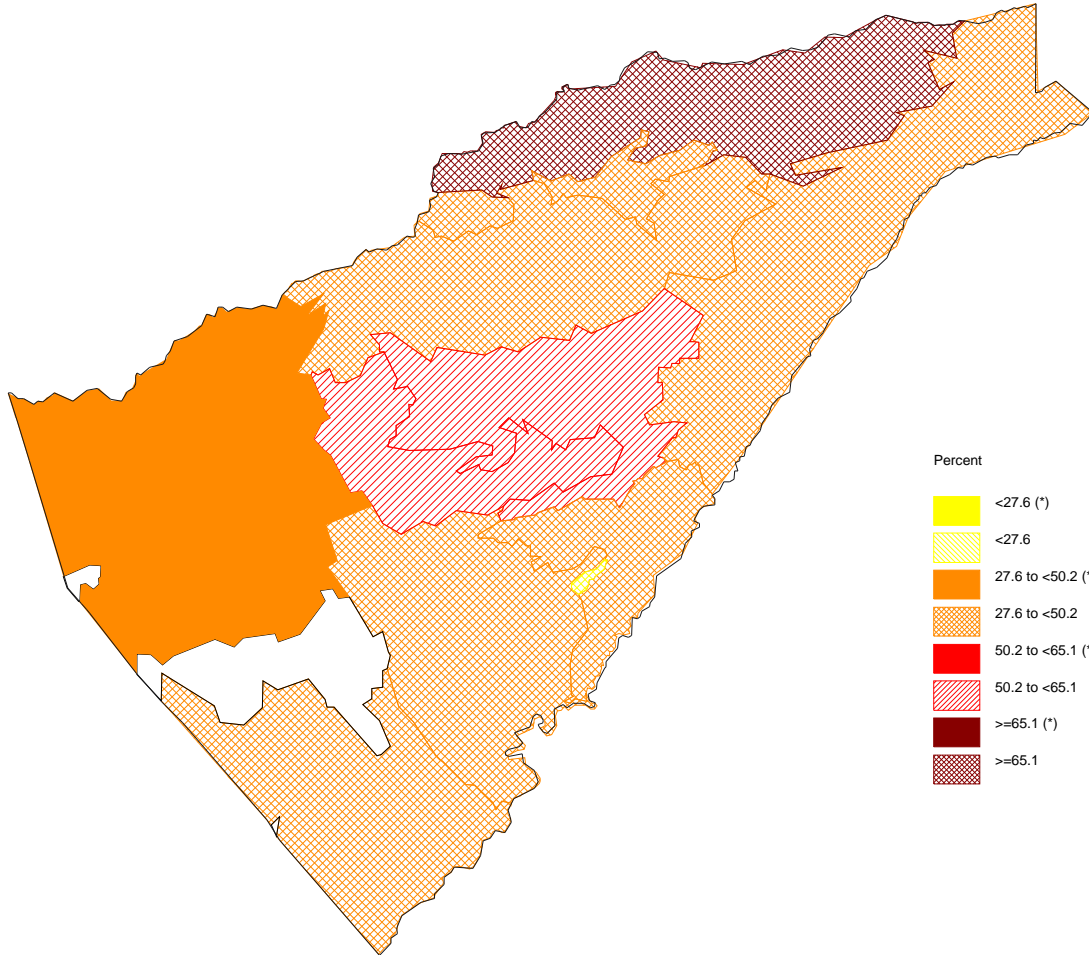 Percent
<27.6 (*)
<27.6
27.6 to <50.2 (*
27.6 to <50.2
50.2 to <65.1 (*
50.2 to <65.1
>=65.1 (*)
>=65.1